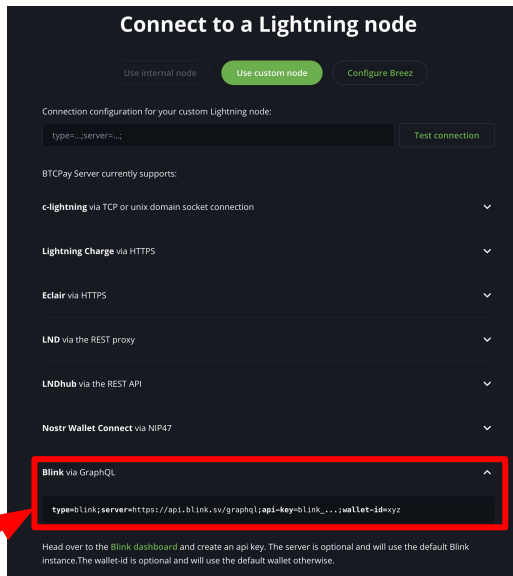 Connect to a Lightning node
Use internal node
Use custom node
Configure Breez
Connection configuration for your custom Lightning node:
type=...;server=...;
Test connection
BTCPay Server currently supports:
c-lightning via TCP or unix domain socket connection
Lightning Charge via HTTPS
Eclair via HTTPS
LND via the REST proxy
LNDhub via the REST API
Nostr Wallet Connect via NIP47
Blink via GraphQL
type=blink;server=https://api.blink.sv/graphql;api-key=blink_...;wallet-id=xyz
Head over to the Blink dashboard and create an api key. The server is optional and will use the default Blink
instance.The wallet-id is optional and will use the default wallet otherwise.